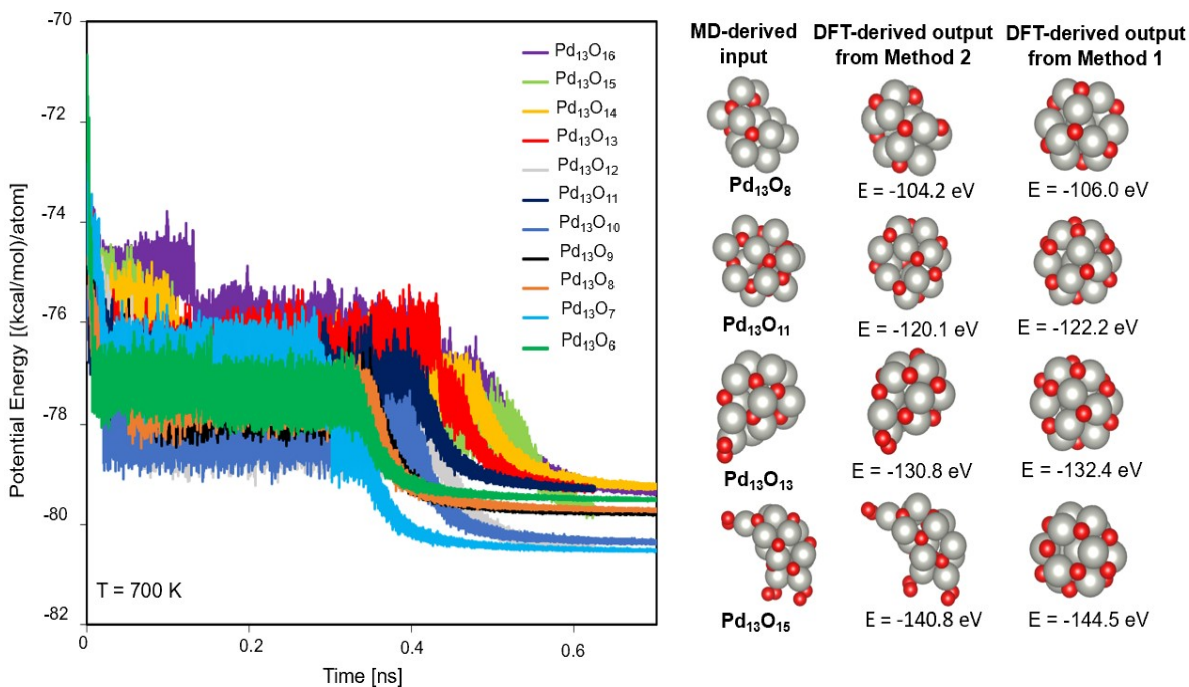 -70
-72
-74
-76
-78
-80
-82
Potential Energy [(kcal/mol)/atom]
0
0.2
0.4
0.6
Time [ns]
T = 700 K
Pd₁₃O₁₆
Pd₁₃O₁₅
Pd₁₃O₁₄
Pd₁₃O₁₃
Pd₁₃O₁₂
Pd₁₃O₁₁
Pd₁₃O₁₀
Pd₁₃O₉
Pd₁₃O₈
Pd₁₃O₇
Pd₁₃O₆
MD-derived
input
DFT-derived output
from Method 2
DFT-derived output
from Method 1
Pd₁₃O₈
E = -104.2 eV
E = -106.0 eV
Pd₁₃O₁₁
E = -120.1 eV
E = -122.2 eV
Pd₁₃O₁₃
E = -130.8 eV
E = -132.4 eV
Pd₁₃O₁₅
E = -140.8 eV
E = -144.5 eV